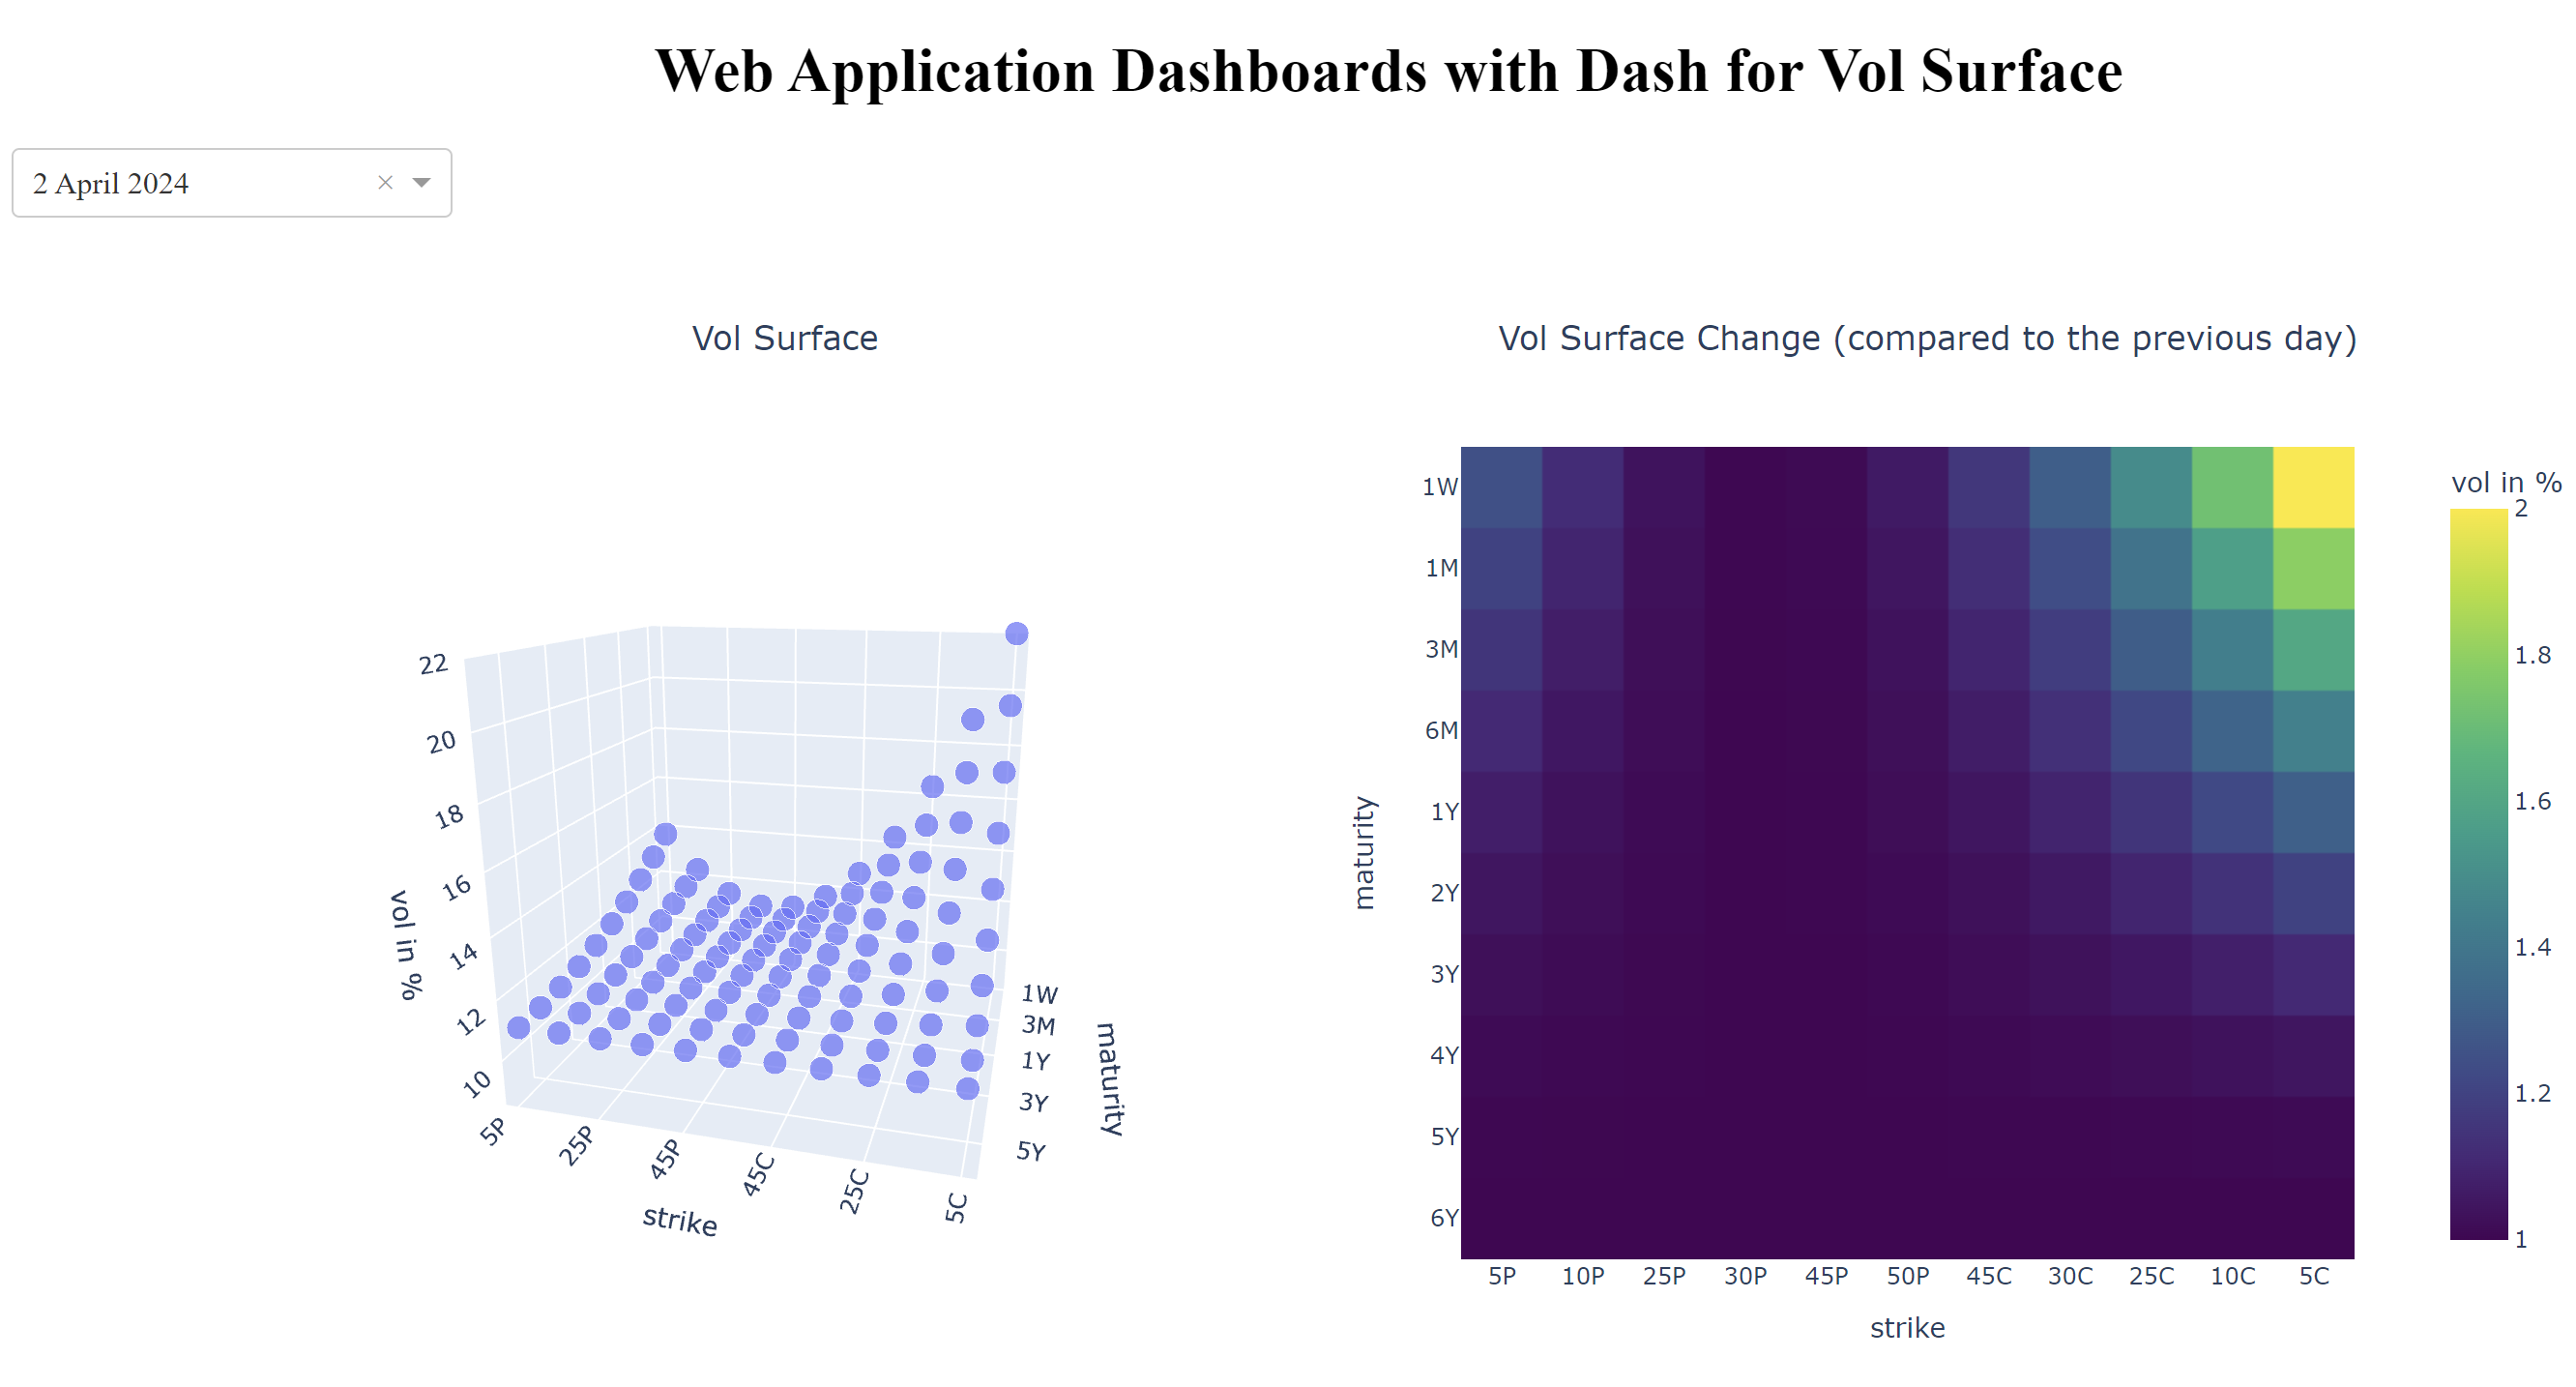 Web Application Dashboards with Dash for Vol Surface
2 April 2024
Vol Surface
22
20
18
16
14
12
10
vol in %
5P
25P
45P
45C
25C
5C
strike
1W
3M
1Y
3Y
5Y
maturity
Vol Surface Change (compared to the previous day)
1W
1M
3M
6M
1Y
2Y
3Y
4Y
5Y
6Y
maturity
5P 10P 25P 30P 45P 50P 45C 30C 25C 10C 5C
strike
vol in %
2
1.8
1.6
1.4
1.2
1